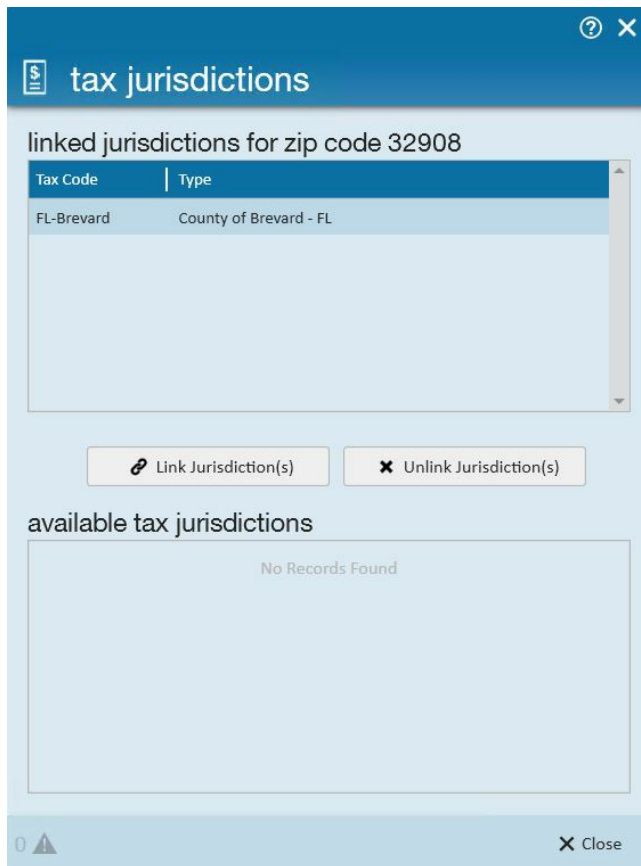 tax jurisdictions
linked jurisdictions for zip code 32908
Tax Code Type
FL-Brevard County of Brevard - FL
Link Jurisdiction(s) Unlink Jurisdiction(s)
available tax jurisdictions
No Records Found
0 Close